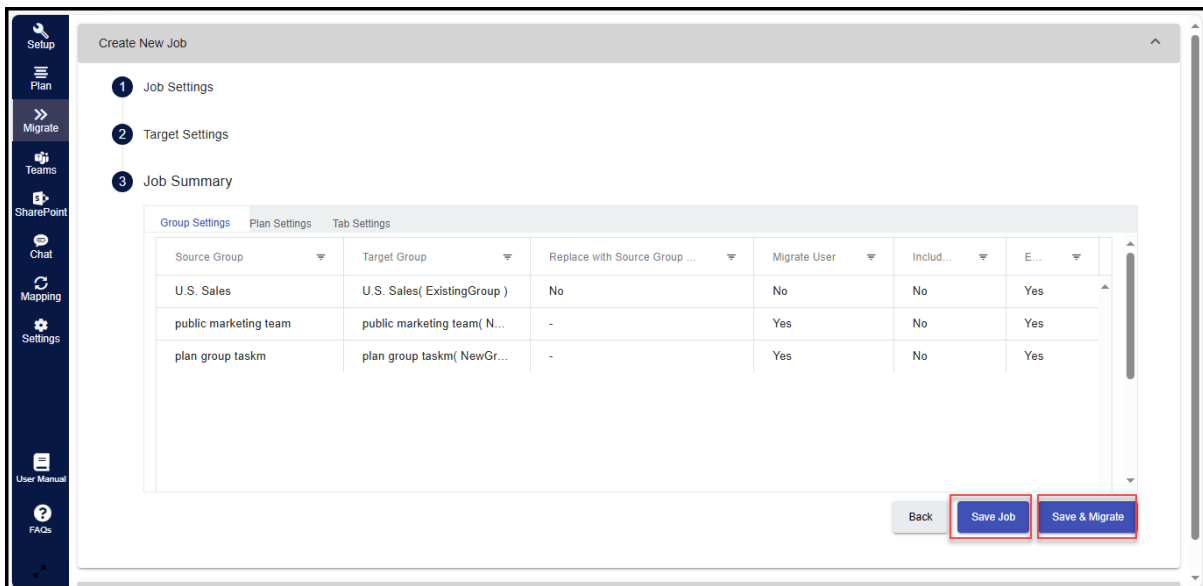 Setup
Plan
Migrate
Teams
SharePoint
Chat
Mapping
Settings
User Manual
FAQs
Create New Job
1 Job Settings
2 Target Settings
3 Job Summary
Group Settings Plan Settings Tab Settings
Source Group Target Group Replace with Source Group ... Migrate User Includ... E...
U.S. Sales U.S. Sales( ExistingGroup ) No No No Yes
public marketing team public marketing team( N... - Yes No Yes
plan group taskm plan group taskm( NewGr... - Yes No Yes
Back Save Job Save & Migrate